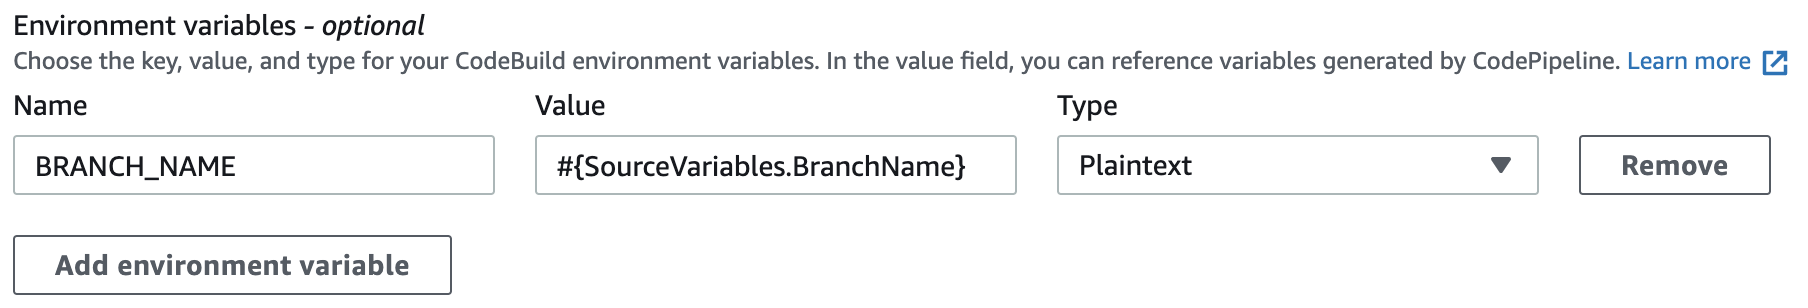 Environment variables - optional
Choose the key, value, and type for your CodeBuild environment variables. In the value field, you can reference variables generated by CodePipeline. Learn more
Name Value Type
BRANCH_NAME #{SourceVariables.BranchName} Plaintext Remove
Add environment variable